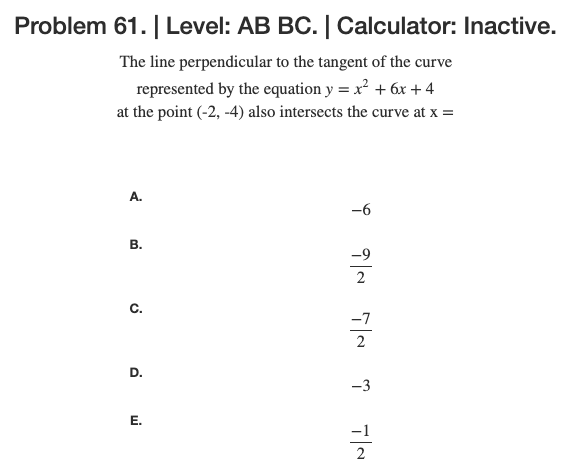 Problem 61. | Level: AB BC. | Calculator: Inactive.
The line perpendicular to the tangent of the curve
represented by the equation y = x² + 6x + 4
at the point (-2, -4) also intersects the curve at x =
A.
−6
B.
−9
2
C.
−7
2
D.
−3
E.
−1
2